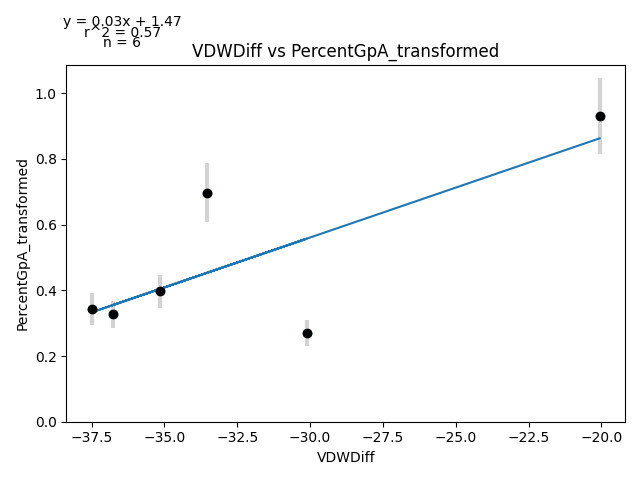 y = 0.03x + 1.47
r^2 = 0.57
n = 6
VDWDiff vs PercentGpA_transformed
PercentGpA_transformed
1.0
0.8
0.6
0.4
0.2
0.0
−37.5 −35.0 −32.5 −30.0 −27.5 −25.0 −22.5 −20.0
VDWDiff